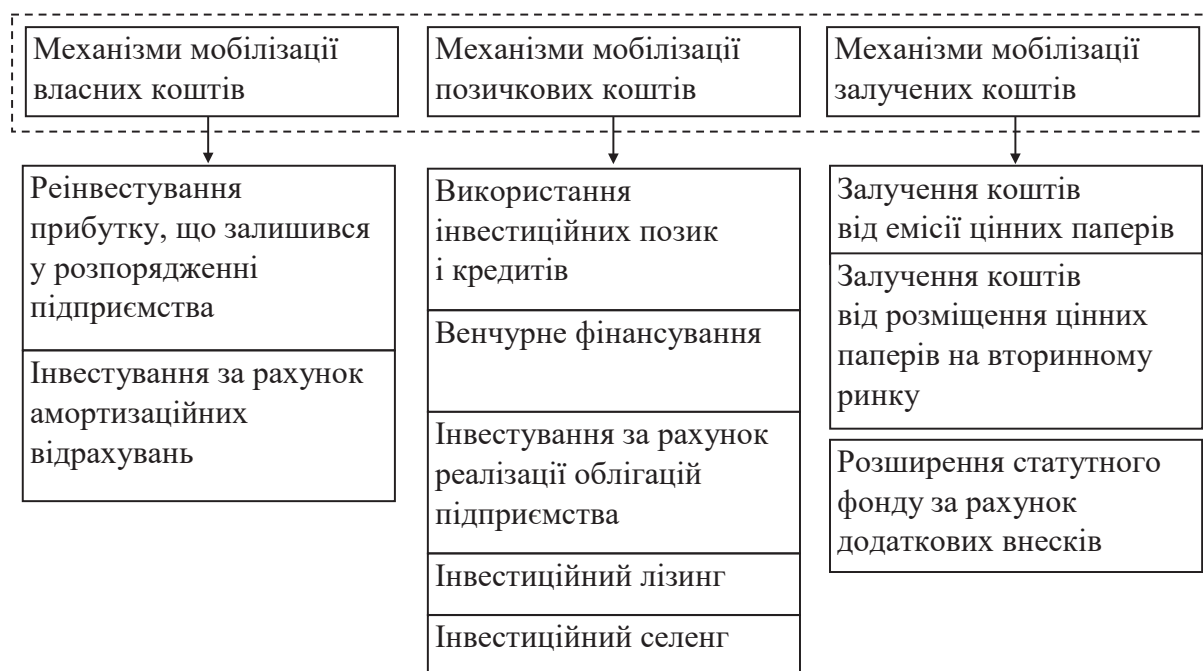 Механізми мобілізації
власних коштів
Механізми мобілізації
позичкових коштів
Механізми мобілізації
залучених коштів
Реінвестування
прибутку, що залишився
у розпорядженні
підприємства
Інвестування за рахунок
амортизаційних
відрахувань
Використання
інвестиційних позик
і кредитів
Венчурне фінансування
Інвестування за рахунок
реалізації облігацій
підприємства
Інвестиційний лізинг
Інвестиційний селенг
Залучення коштів
від емісії цінних паперів
Залучення коштів
від розміщення цінних
паперів на вторинному
ринку
Розширення статутного
фонду за рахунок
додаткових внесків